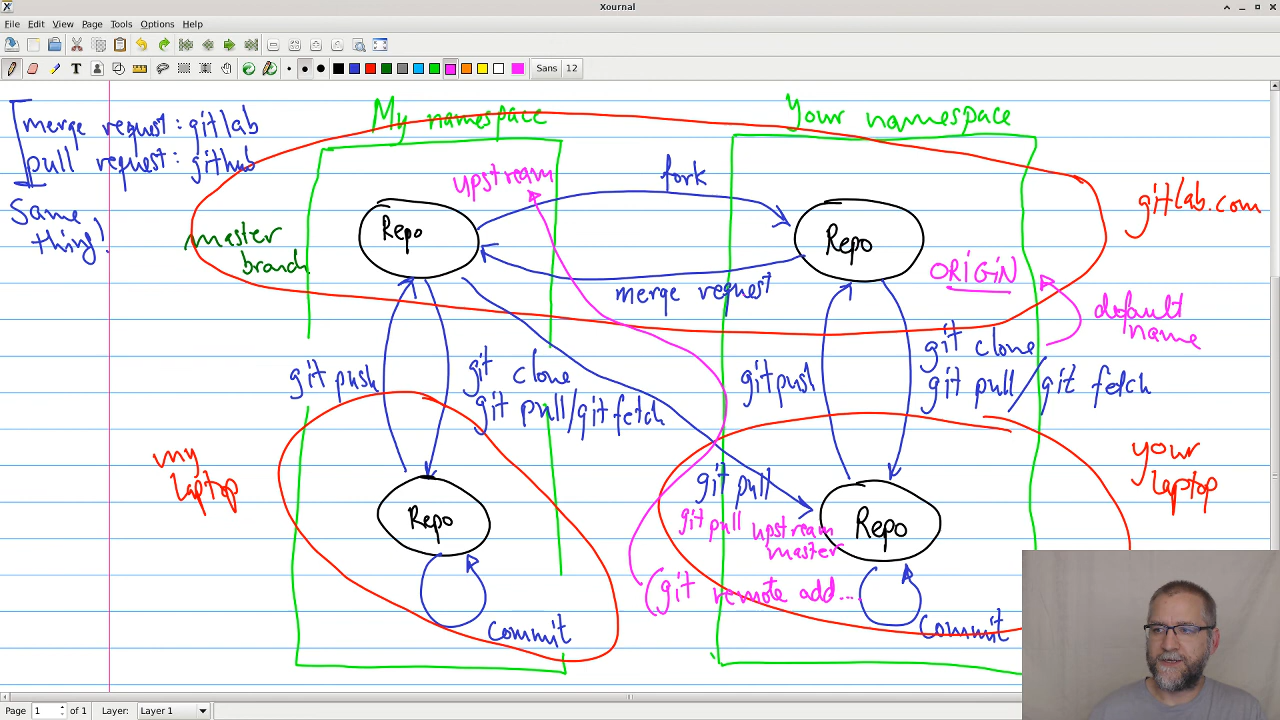 Xournal
File Edit View Page Tools Options Help
Sans 12
merge request: gitlab
pull request: github
Same
thing!
My namespace
Your namespace
upstream
fork
Repo
Repo
gitlab.com
master
branch
ORIGIN
merge request
default
name
git push
git clone
git pull/git fetch
git push
git clone
git pull/git fetch
my
laptop
your
laptop
git pull
git pull upstream
master
Repo
Repo
(git remote add...
commit
commit
Page 1 of 1 Layer: Layer 1